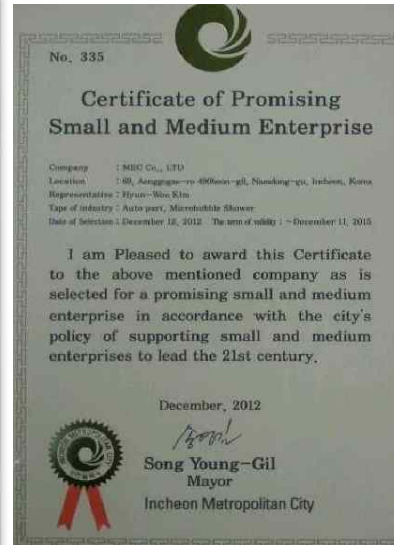 No. 335
Certificate of Promising
Small and Medium Enterprise
Company : MEC Co., LTD
Location : 69, -ro 490beon-gil, Namdong-gu, Incheon, Korea
Representative : Hyun-Woo Kim
Type of industry : Auto part, Microbubble Shower
Date of Selection : December 12, 2012 The term of validity : ~December 11, 2015
I am Pleased to award this Certificate
to the above mentioned company as is
selected for a promising small and medium
enterprise in accordance with the city's
policy of supporting small and medium
enterprises to lead the 21st century.
December, 2012
Song Young-Gil
Mayor
Incheon Metropolitan City
INCHEON METROPOLITAN CITY